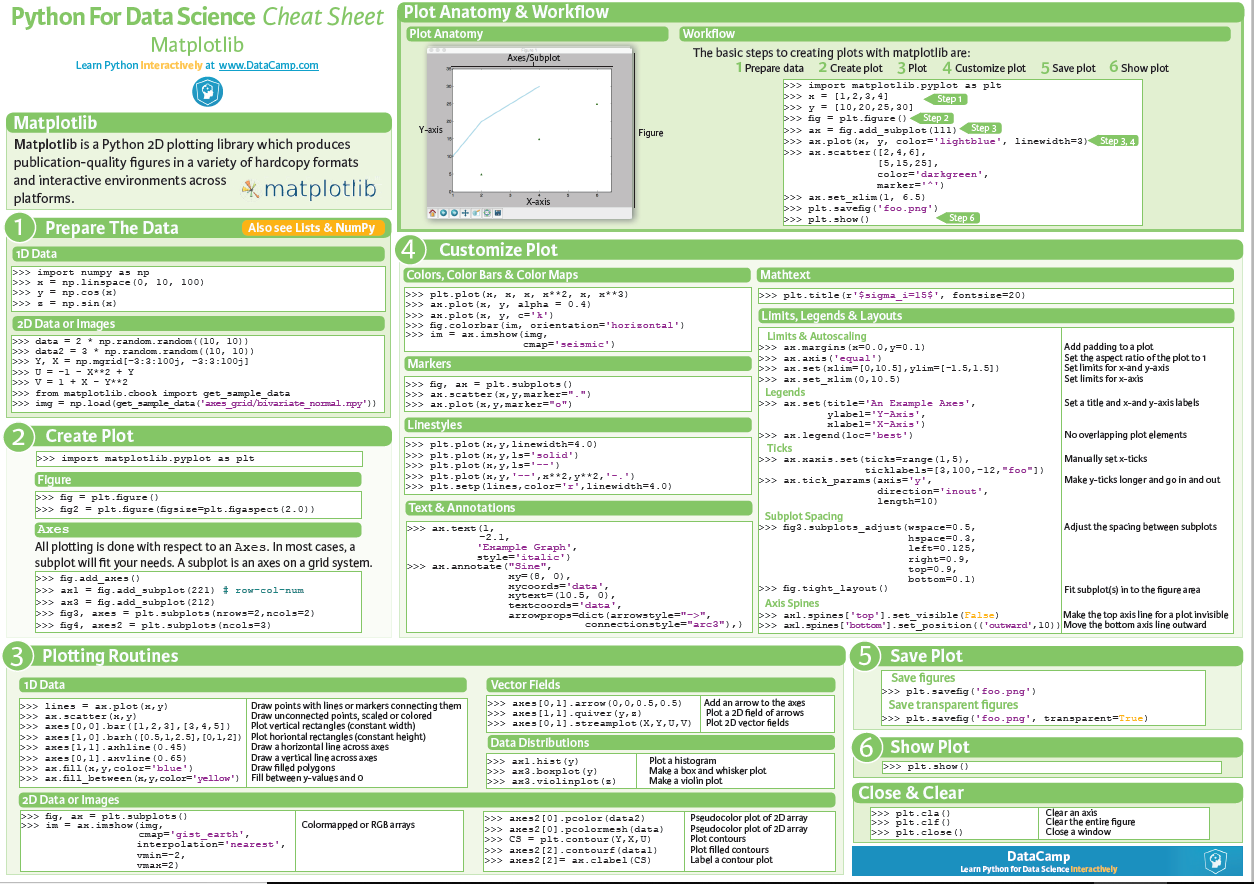 Python For Data Science Cheat Sheet
Matplotlib
Learn Python Interactively at www.DataCamp.com
Matplotlib
Matplotlib is a Python 2D plotting library which produces
publication-quality figures in a variety of hardcopy formats
and interactive environments across
platforms.
matplotlib
1 Prepare The Data
Also see Lists & NumPy
1D Data
>>> import numpy as np
>>> x = np.linspace(0, 10, 100)
>>> y = np.cos(x)
>>> z = np.sin(x)
2D Data or Images
>>> data = 2 * np.random.random((10, 10))
>>> data2 = 3 * np.random.random((10, 10))
>>> Y, X = np.mgrid[-3:3:100j, -3:3:100j]
>>> U = -1 - X**2 + Y
>>> V = 1 + X - Y**2
>>> from matplotlib.cbook import get_sample_data
>>> img = np.load(get_sample_data('axes_grid/bivariate_normal.npy'))
2 Create Plot
>>> import matplotlib.pyplot as plt
Figure
>>> fig = plt.figure()
>>> fig2 = plt.figure(figsize=plt.figaspect(2.0))
Axes
All plotting is done with respect to an Axes. In most cases, a
subplot will fit your needs. A subplot is an axes on a grid system.
>>> fig.add_axes()
>>> ax1 = fig.add_subplot(221) # row-col-num
>>> ax3 = fig.add_subplot(212)
>>> fig3, axes = plt.subplots(nrows=2,ncols=2)
>>> fig4, axes2 = plt.subplots(ncols=3)
Plot Anatomy & Workflow
Plot Anatomy
Axes/Subplot
Y-axis
Figure
X-axis
Workflow
The basic steps to creating plots with matplotlib are:
1 Prepare data 2 Create plot 3 Plot 4 Customize plot 5 Save plot 6 Show plot
>>> import matplotlib.pyplot as plt
>>> x = [1,2,3,4]
Step 1
>>> y = [10,20,25,30]
>>> fig = plt.figure() Step 2
>>> ax = fig.add_subplot(111) Step 3
>>> ax.plot(x, y, color='lightblue', linewidth=3) Step 3, 4
>>> ax.scatter([2,4,6],
[5,15,25],
color='darkgreen',
marker='^')
>>> ax.set_xlim(1, 6.5)
>>> plt.savefig('foo.png')
>>> plt.show() Step 6
4 Customize Plot
Colors, Color Bars & Color Maps
>>> plt.plot(x, x, x, x**2, x, x**3)
>>> ax.plot(x, y, alpha = 0.4)
>>> ax.plot(x, y, c='k')
>>> fig.colorbar(im, orientation='horizontal')
>>> im = ax.imshow(img,
cmap='seismic')
Markers
>>> fig, ax = plt.subplots()
>>> ax.scatter(x,y,marker=".")
>>> ax.plot(x,y,marker="o")
Linestyles
>>> plt.plot(x,y,linewidth=4.0)
>>> plt.plot(x,y,ls='solid')
>>> plt.plot(x,y,ls='--')
>>> plt.plot(x,y,'--',x**2,y**2,'-.')
>>> plt.setp(lines,color='r',linewidth=4.0)
Text & Annotations
>>> ax.text(1,
-2.1,
'Example Graph',
style='italic')
>>> ax.annotate("Sine",
xy=(8, 0),
xycoords='data',
xytext=(10.5, 0),
textcoords='data',
arrowprops=dict(arrowstyle="->",
connectionstyle="arc3"),)
Mathtext
>>> plt.title(r'$sigma_i=15$', fontsize=20)
Limits, Legends & Layouts
Limits & Autoscaling
>>> ax.margins(x=0.0,y=0.1) Add padding to a plot
>>> ax.axis('equal') Set the aspect ratio of the plot to 1
>>> ax.set(xlim=[0,10.5],ylim=[-1.5,1.5]) Set limits for x-and y-axis
>>> ax.set_xlim(0,10.5) Set limits for x-axis
Legends
>>> ax.set(title='An Example Axes', Set a title and x-and y-axis labels
ylabel='Y-Axis',
xlabel='X-Axis')
>>> ax.legend(loc='best') No overlapping plot elements
Ticks
>>> ax.xaxis.set(ticks=range(1,5), Manually set x-ticks
ticklabels=[3,100,-12,"foo"])
>>> ax.tick_params(axis='y', Make y-ticks longer and go in and out
direction='inout',
length=10)
Subplot Spacing
>>> fig3.subplots_adjust(wspace=0.5, Adjust the spacing between subplots
hspace=0.3,
left=0.125,
right=0.9,
top=0.9,
bottom=0.1)
>>> fig.tight_layout() Fit subplot(s) in to the figure area
Axis Spines
>>> ax1.spines['top'].set_visible(False) Make the top axis line for a plot invisible
>>> ax1.spines['bottom'].set_position(('outward',10)) Move the bottom axis line outward
3 Plotting Routines
1D Data
>>> lines = ax.plot(x,y) Draw points with lines or markers connecting them
>>> ax.scatter(x,y) Draw unconnected points, scaled or colored
>>> axes[0,0].bar([1,2,3],[3,4,5]) Plot vertical rectangles (constant width)
>>> axes[1,0].barh([0.5,1,2.5],[0,1,2]) Plot horiontal rectangles (constant height)
>>> axes[1,1].axhline(0.45) Draw a horizontal line across axes
>>> axes[0,1].axvline(0.65) Draw a vertical line across axes
>>> ax.fill(x,y,color='blue') Draw filled polygons
>>> ax.fill_between(x,y,color='yellow') Fill between y-values and 0
2D Data or Images
>>> fig, ax = plt.subplots()
>>> im = ax.imshow(img, Colormapped or RGB arrays
cmap='gist_earth',
interpolation='nearest',
vmin=-2,
vmax=2)
Vector Fields
>>> axes[0,1].arrow(0,0,0.5,0.5) Add an arrow to the axes
>>> axes[1,1].quiver(y,z) Plot a 2D field of arrows
>>> axes[0,1].streamplot(X,Y,U,V) Plot 2D vector fields
Data Distributions
>>> ax1.hist(y) Plot a histogram
>>> ax3.boxplot(y) Make a box and whisker plot
>>> ax3.violinplot(z) Make a violin plot
>>> axes2[0].pcolor(data2) Pseudocolor plot of 2D array
>>> axes2[0].pcolormesh(data) Pseudocolor plot of 2D array
>>> CS = plt.contour(Y,X,U) Plot contours
>>> axes2[2].contourf(data1) Plot filled contours
>>> axes2[2]= ax.clabel(CS) Label a contour plot
5 Save Plot
Save figures
>>> plt.savefig('foo.png')
Save transparent figures
>>> plt.savefig('foo.png', transparent=True)
6 Show Plot
>>> plt.show()
Close & Clear
>>> plt.cla() Clear an axis
>>> plt.clf() Clear the entire figure
>>> plt.close() Close a window
DataCamp
Learn Python for Data Science Interactively